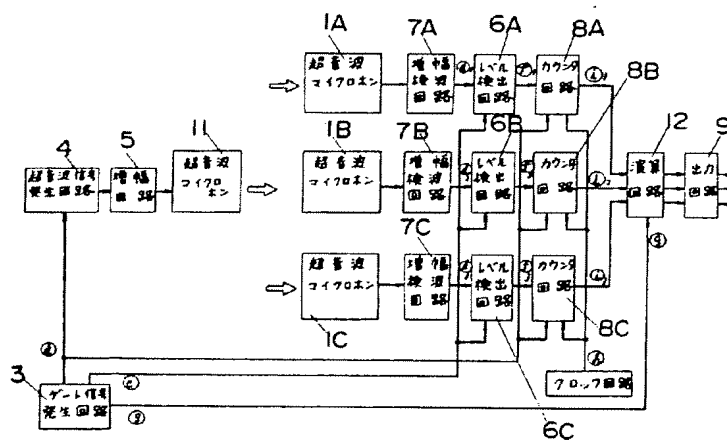 1A
7A
6A
8A
超音波
マイクロホン
増幅
検波
回路
レベル
検出
回路
カウンタ
回路
8B
4
5
11
1B
7B
6B
12
9
超音波信号
発生回路
増幅
回路
超音波
マイクロホン
超音波
マイクロホン
増幅
検波
回路
レベル
検出
回路
カウンタ
回路
演算
回路
出力
回路
7C
超音波
マイクロホン
増幅
検波
回路
レベル
検出
回路
カウンタ
回路
1C
8C
3
ゲート信号
発生回路
クロック回路
6C